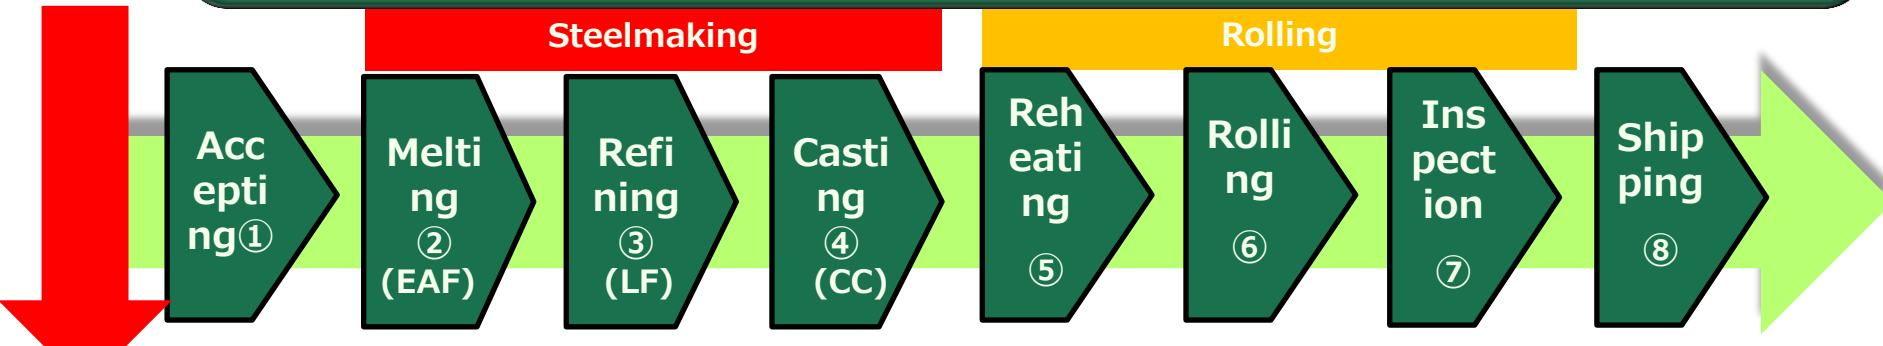 Steelmaking
Rolling
Acc
epti
ng①
Melti
ng
②
(EAF)
Refi
ning
③
(LF)
Casti
ng
④
(CC)
Reh
eati
ng
⑤
Rolli
ng
⑥
Ins
pect
ion
⑦
Ship
ping
⑧